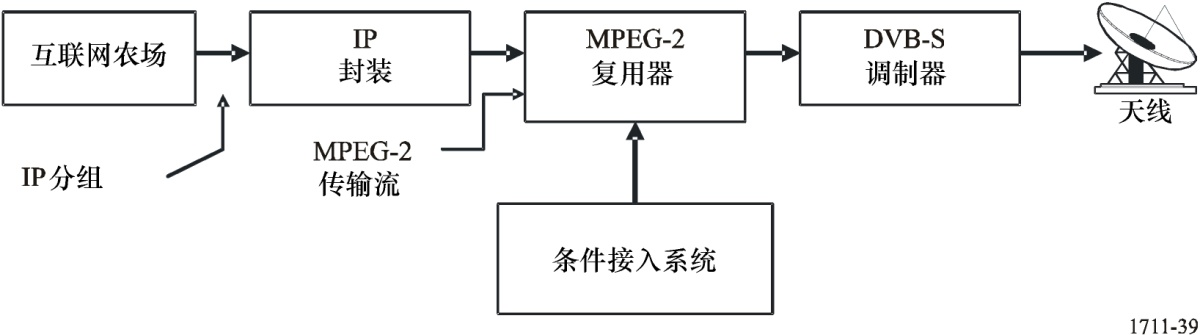 互联网农场
IP
封装
MPEG-2
复用器
DVB-S
调制器
天线
IP分组
MPEG-2
传输流
条件接入系统
1711-39